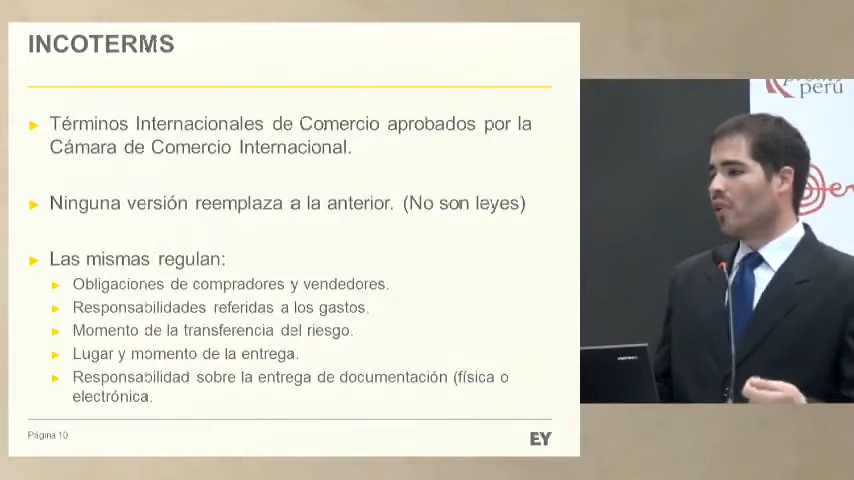 INCOTERMS
Términos Internacionales de Comercio aprobados por la
Cámara de Comercio Internacional.
Ninguna versión reemplaza a la anterior. (No son leyes)
Las mismas regulan:
Obligaciones de compradores y vendedores.
Responsabilidades referidas a los gastos.
Momento de la transferencia del riesgo.
Lugar y momento de la entrega.
Responsabilidad sobre la entrega de documentación (física o
electrónica.
Página 10
EY
perú